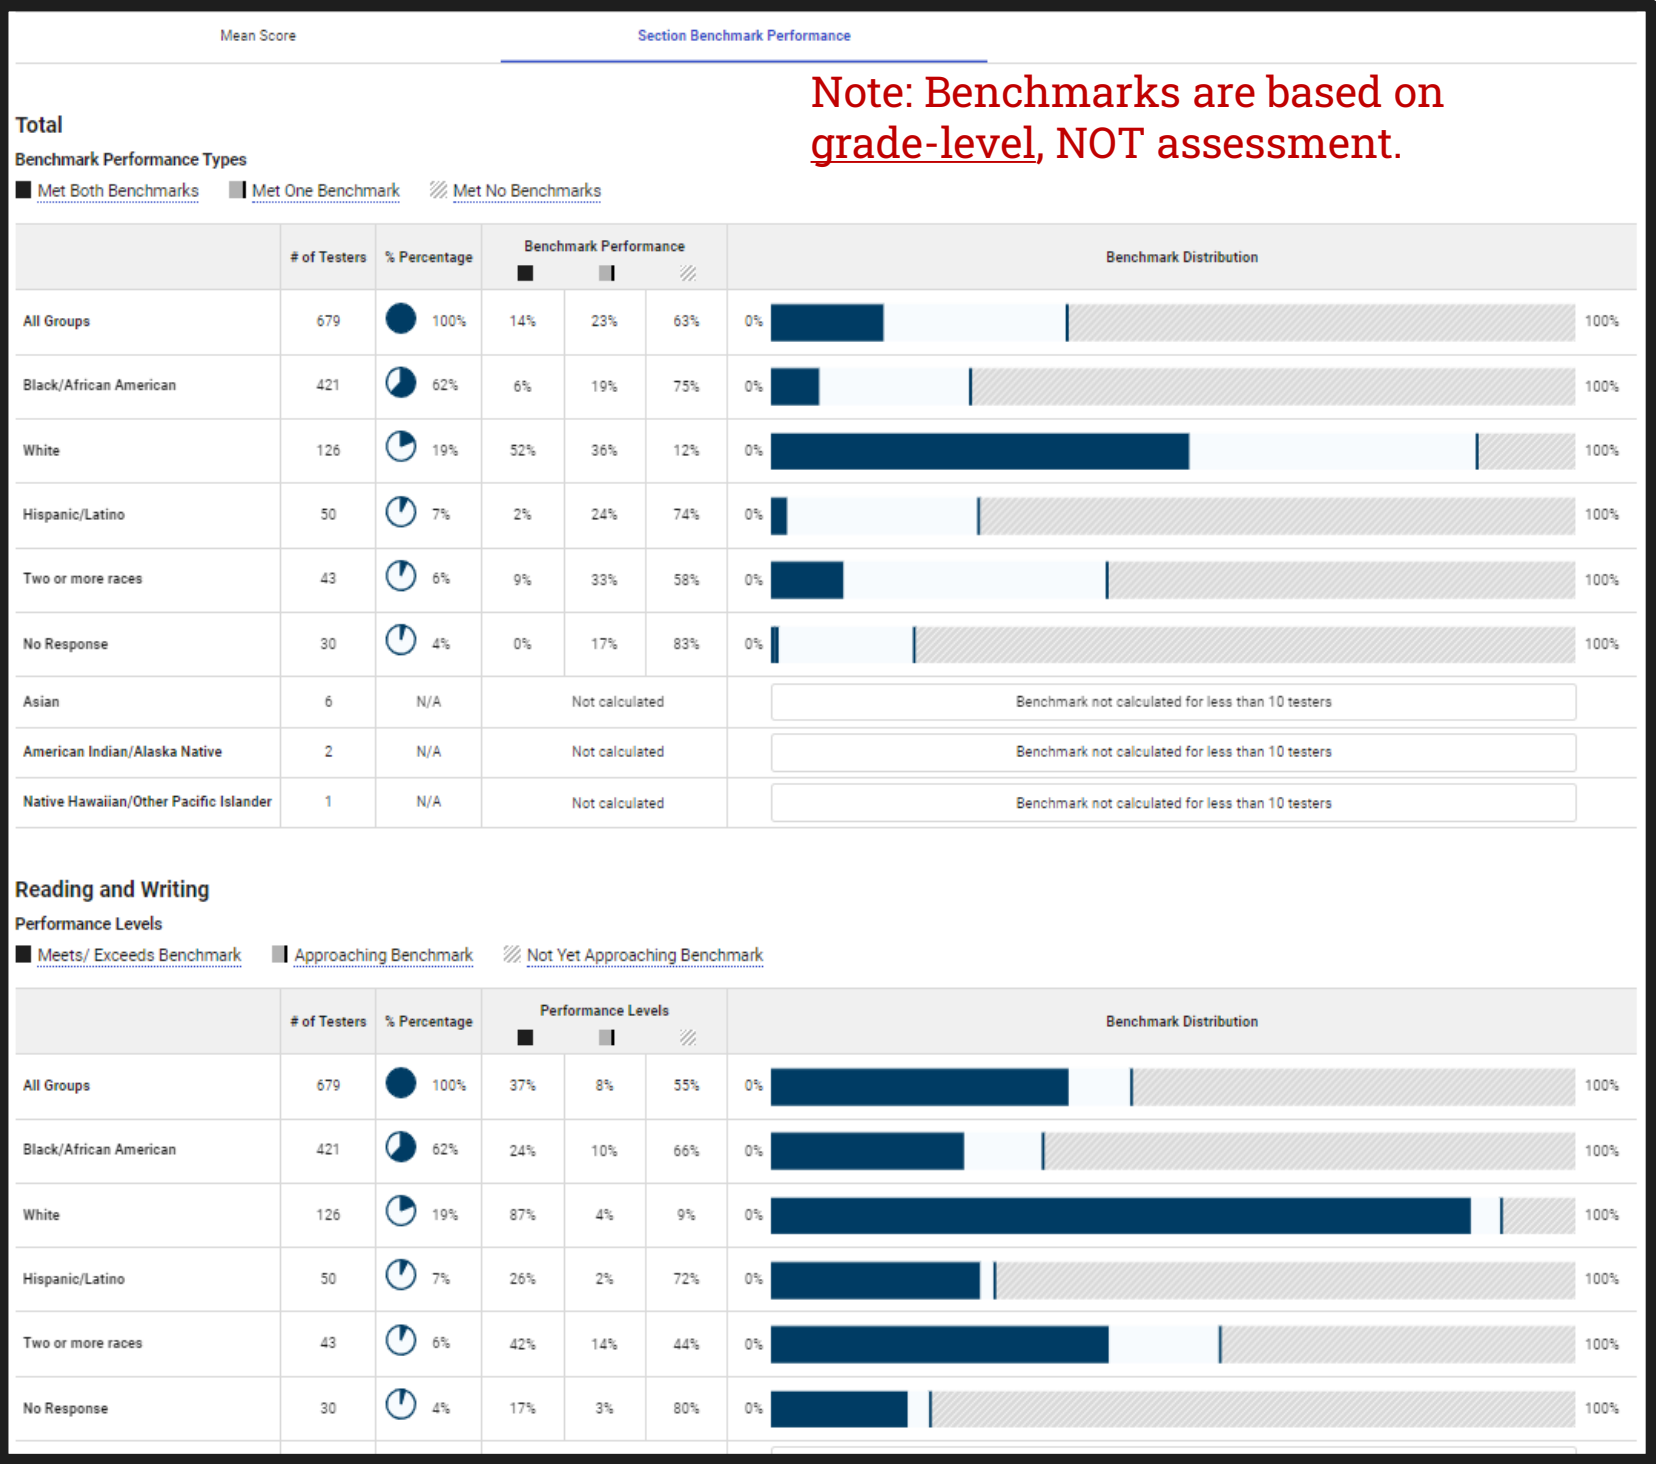 Mean Score Section Benchmark Performance
Note: Benchmarks are based on
grade-level, NOT assessment.
Total
Benchmark Performance Types
Met Both Benchmarks Met One Benchmark Met No Benchmarks
# of Testers % Percentage Benchmark Performance Benchmark Distribution
All Groups 679 100% 14% 23% 63% 0% 100%
Black/African American 421 62% 6% 19% 75% 0% 100%
White 126 19% 52% 36% 12% 0% 100%
Hispanic/Latino 50 7% 2% 24% 74% 0% 100%
Two or more races 43 6% 9% 33% 58% 0% 100%
No Response 30 4% 0% 17% 83% 0% 100%
Asian 6 N/A Not calculated Benchmark not calculated for less than 10 testers
American Indian/Alaska Native 2 N/A Not calculated Benchmark not calculated for less than 10 testers
Native Hawaiian/Other Pacific Islander 1 N/A Not calculated Benchmark not calculated for less than 10 testers
Reading and Writing
Performance Levels
Meets/ Exceeds Benchmark Approaching Benchmark Not Yet Approaching Benchmark
# of Testers % Percentage Performance Levels Benchmark Distribution
All Groups 679 100% 37% 8% 55% 0% 100%
Black/African American 421 62% 24% 10% 66% 0% 100%
White 126 19% 87% 4% 9% 0% 100%
Hispanic/Latino 50 7% 26% 2% 72% 0% 100%
Two or more races 43 6% 42% 14% 44% 0% 100%
No Response 30 4% 17% 3% 80% 0% 100%